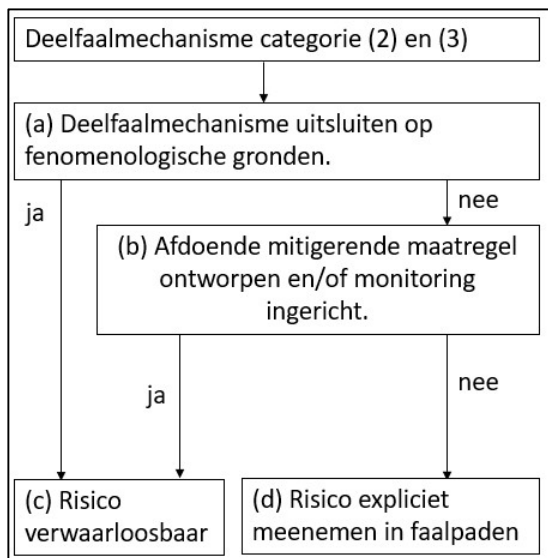 Deelfaalmechanisme categorie (2) en (3)
(a) Deelfaalmechanisme uitsluiten op
fenomenologische gronden.
ja
nee
(b) Afdoende mitigerende maatregel
ontworpen en/of monitoring
ingericht.
ja
nee
(c) Risico
verwaarloosbaar
(d) Risico expliciet
meenemen in faalpaden